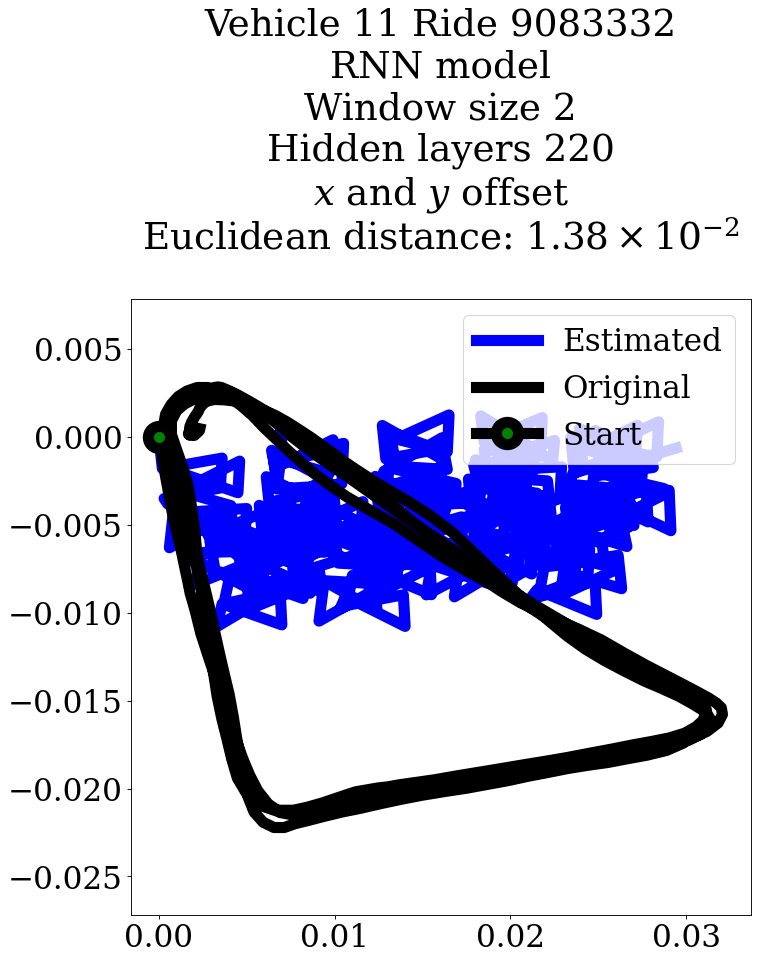 Vehicle 11 Ride 9083332
RNN model
Window size 2
Hidden layers 220
x and y offset
Euclidean distance: 1.38 × 10⁻²
Estimated
Original
Start
0.005
0.000
−0.005
−0.010
−0.015
−0.020
−0.025
0.00 0.01 0.02 0.03